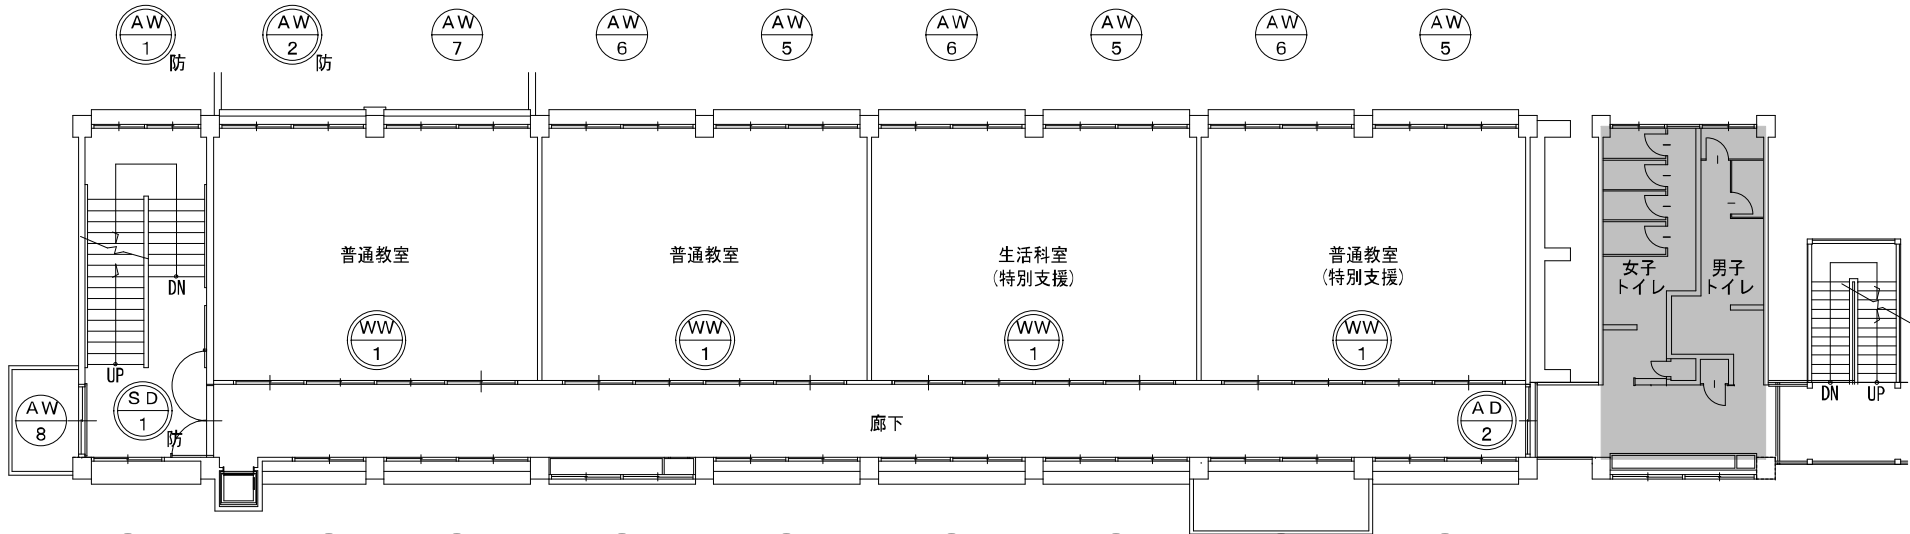 AW AW AW AW AW AW AW AW AW
1 2 7 6 5 6 5 6 5
防 防
普通教室 普通教室 生活科室 普通教室
(特別支援) (特別支援)
女子 男子
トイレ トイレ
DN
WW WW WW WW
1 1 1 1
UP
DN UP
SD
1
防
AW
8
廊下
AD
2